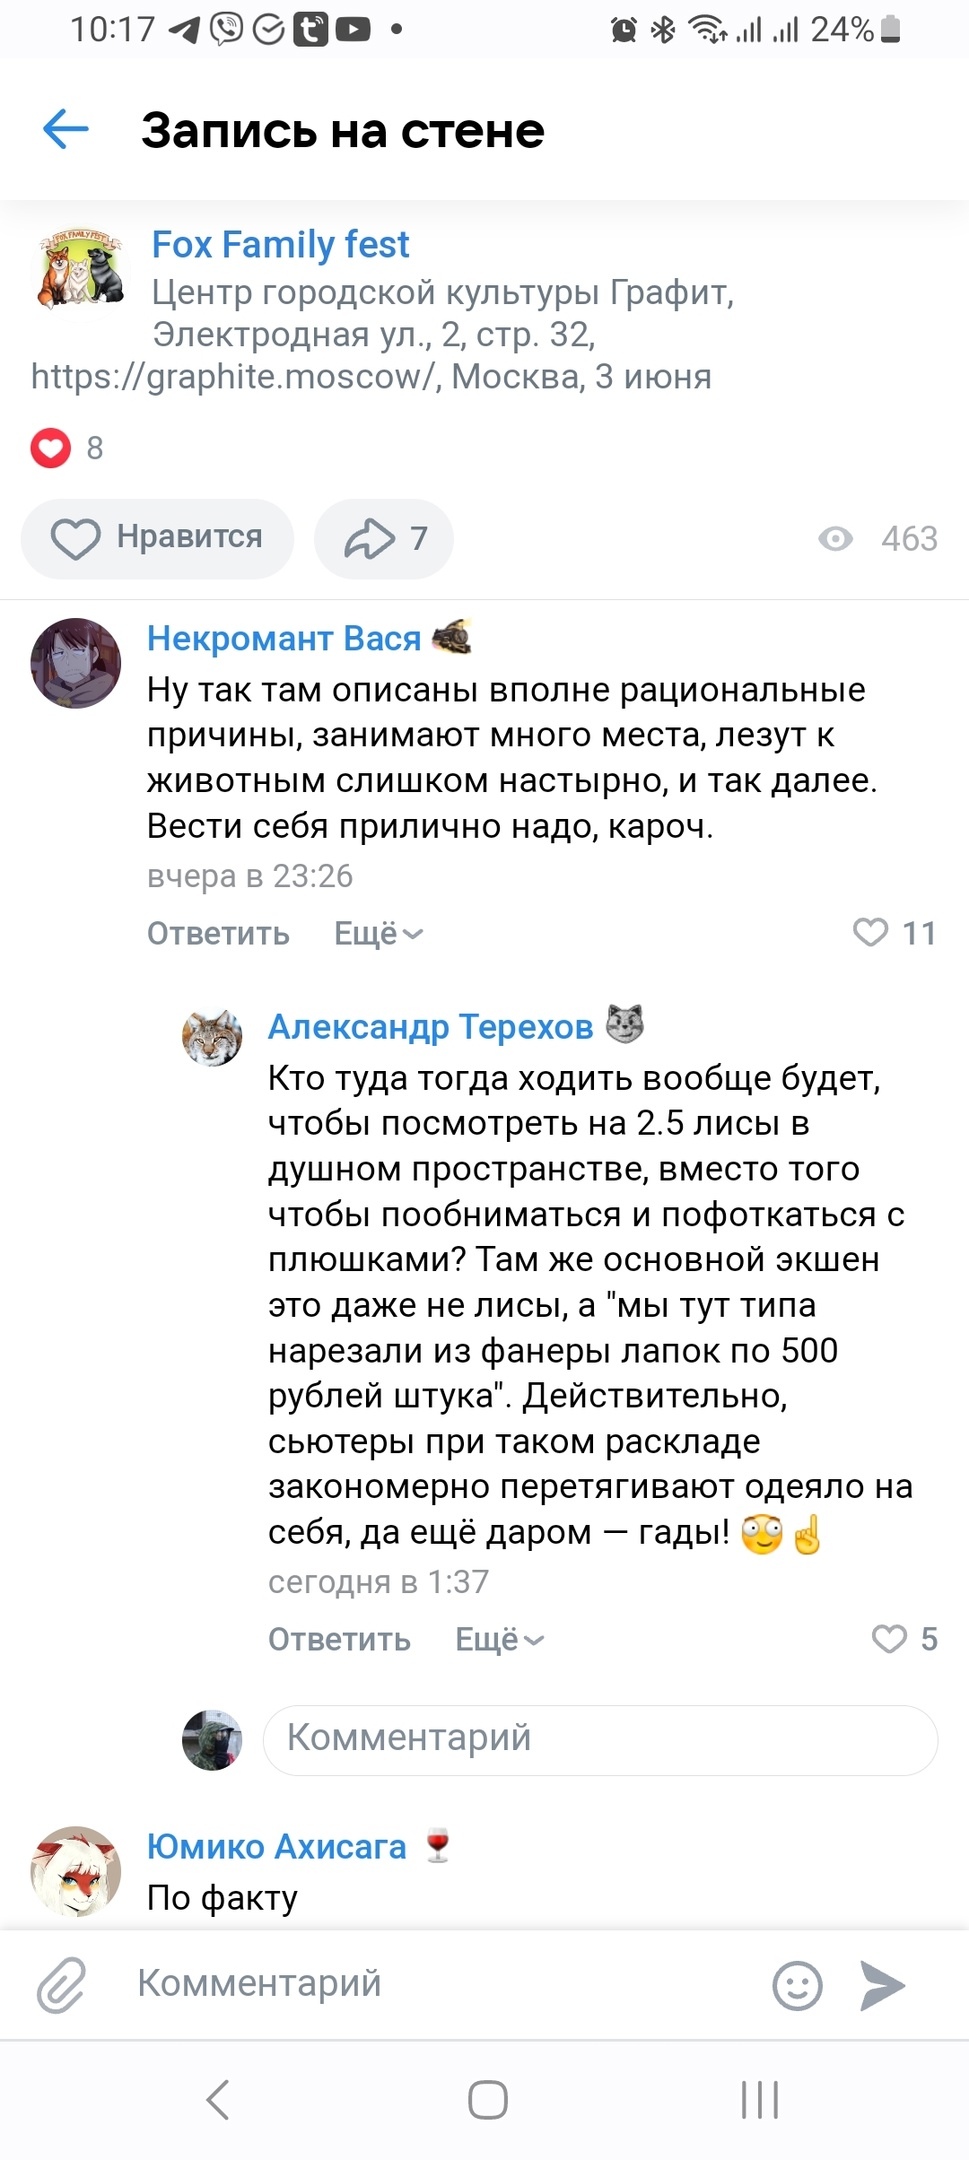 10:17
24%
Запись на стене
FOX FAMILY FEST
Fox Family fest
Центр городской культуры Графит,
Электродная ул., 2, стр. 32,
https://graphite.moscow/, Москва, 3 июня
8
Нравится
7
463
Некромант Вася
Ну так там описаны вполне рациональные
причины, занимают много места, лезут к
животным слишком настырно, и так далее.
Вести себя прилично надо, кароч.
вчера в 23:26
Ответить
Ещё
11
Александр Терехов
Кто туда тогда ходить вообще будет,
чтобы посмотреть на 2.5 лисы в
душном пространстве, вместо того
чтобы пообниматься и пофоткаться с
плюшками? Там же основной экшен
это даже не лисы, а "мы тут типа
нарезали из фанеры лапок по 500
рублей штука". Действительно,
сьютеры при таком раскладе
закономерно перетягивают одеяло на
себя, да ещё даром — гады! 🙄☝
сегодня в 1:37
Ответить
Ещё
5
Комментарий
Юмико Ахисага 🍷
По факту
Комментарий